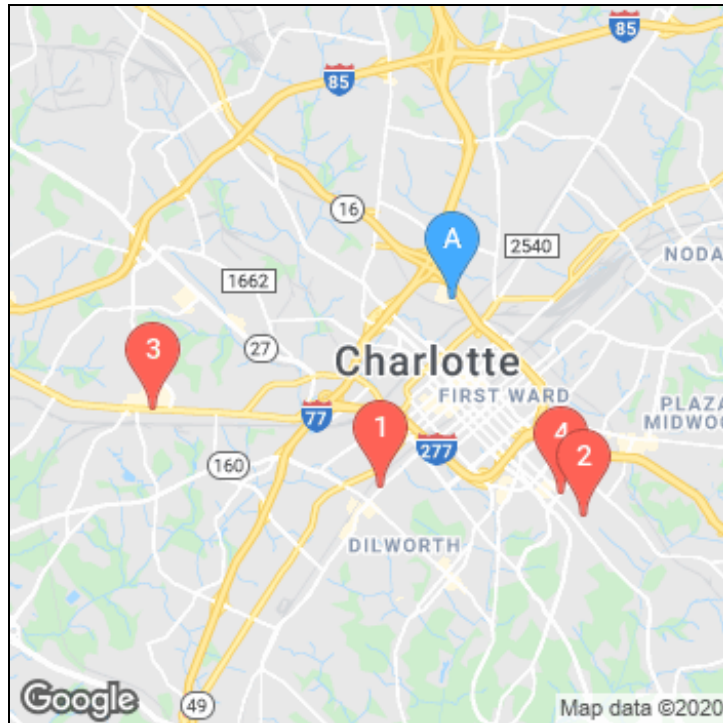 85
85
16
A
2540
NODA
1662
27
3
Charlotte
FIRST WARD
PLAZA
MIDWOO
77
1
277
4
2
160
DILWORTH
49
Google
Map data ©2020